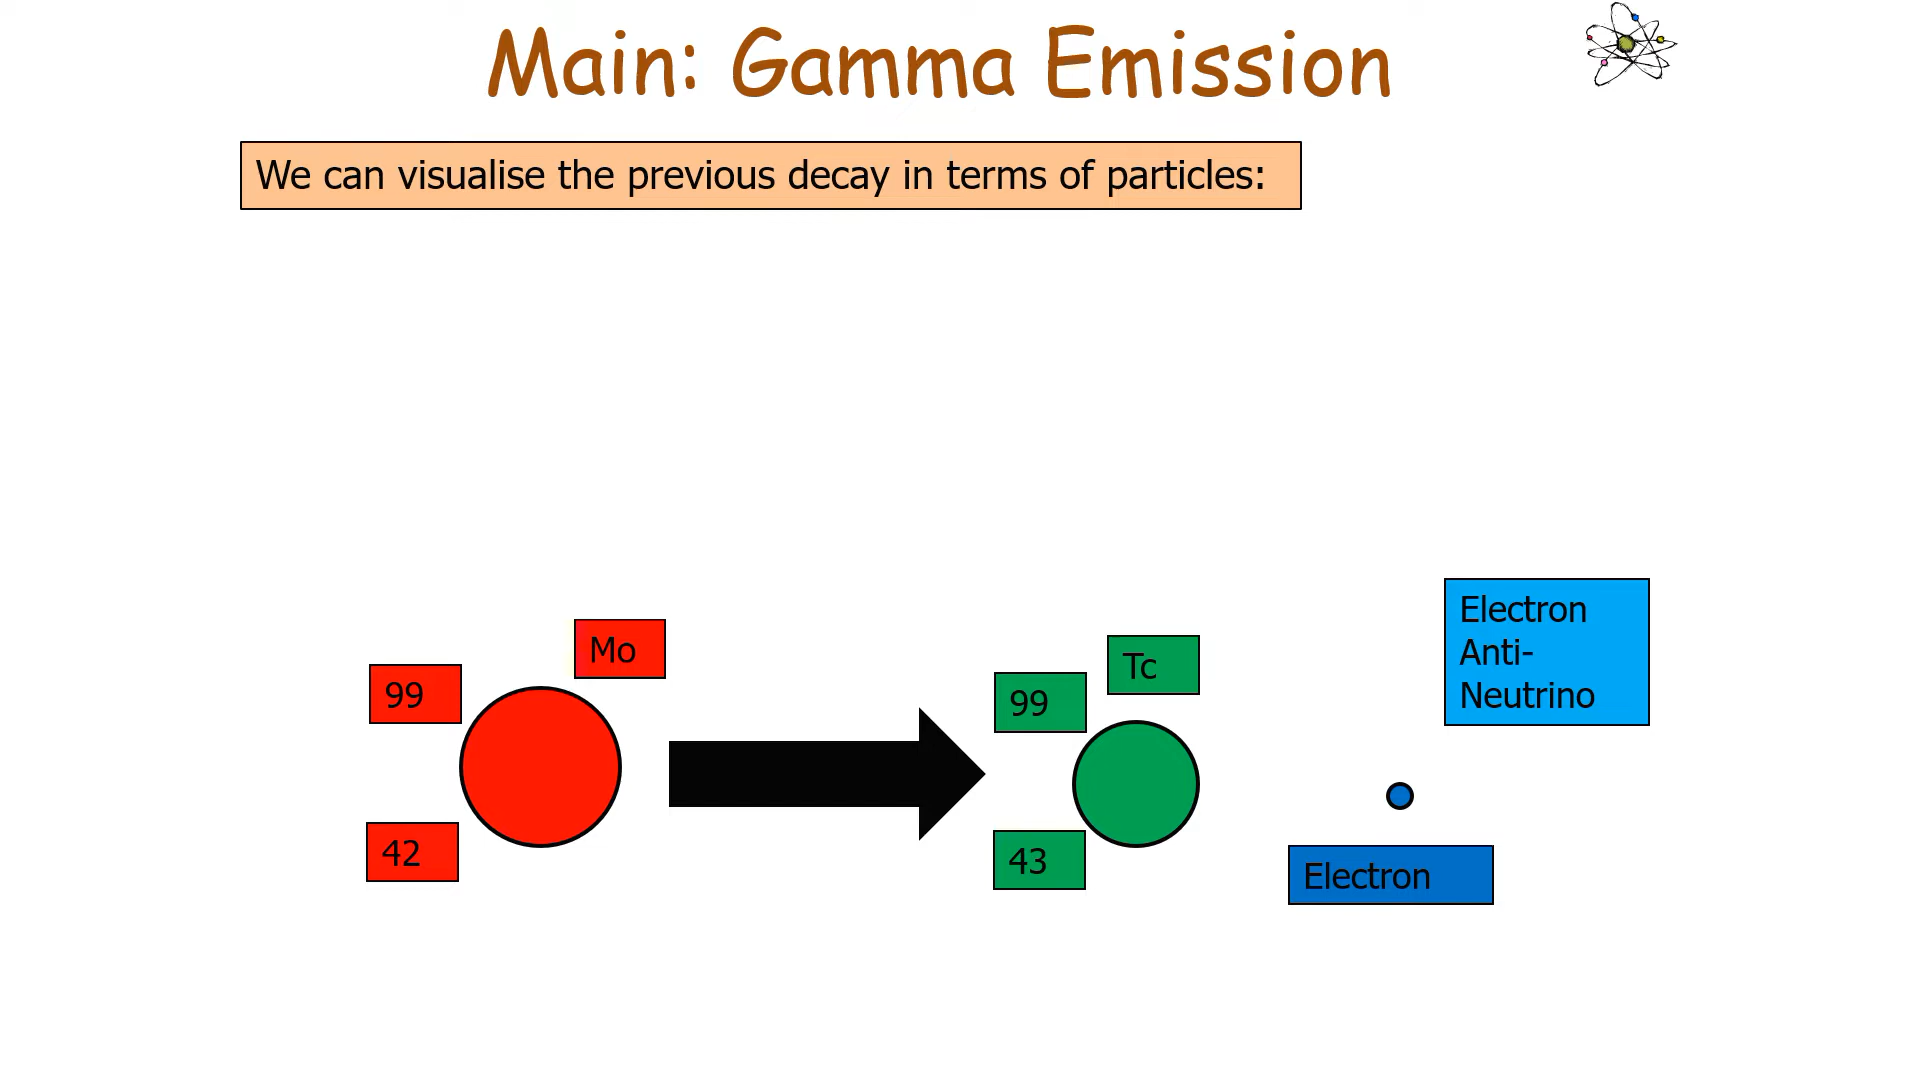 Main: Gamma Emission
We can visualise the previous decay in terms of particles:
Mo
99
42
Tc
99
43
Electron
Anti-
Neutrino
Electron